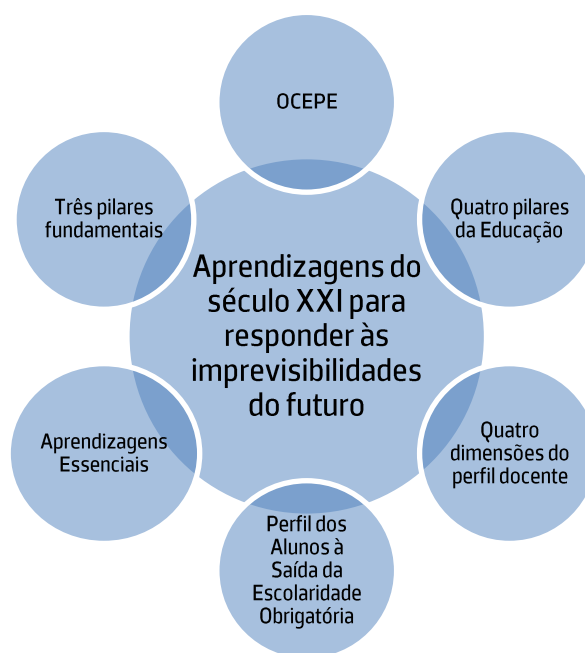 OCEPE
Três pilares
fundamentais
Quatro pilares
da Educação
Aprendizagens do
século XXI para
responder às
imprevisibilidades
do futuro
Aprendizagens
Essenciais
Quatro
dimensões do
perfil docente
Perfil dos
Alunos à
Saída da
Escolaridade
Obrigatória